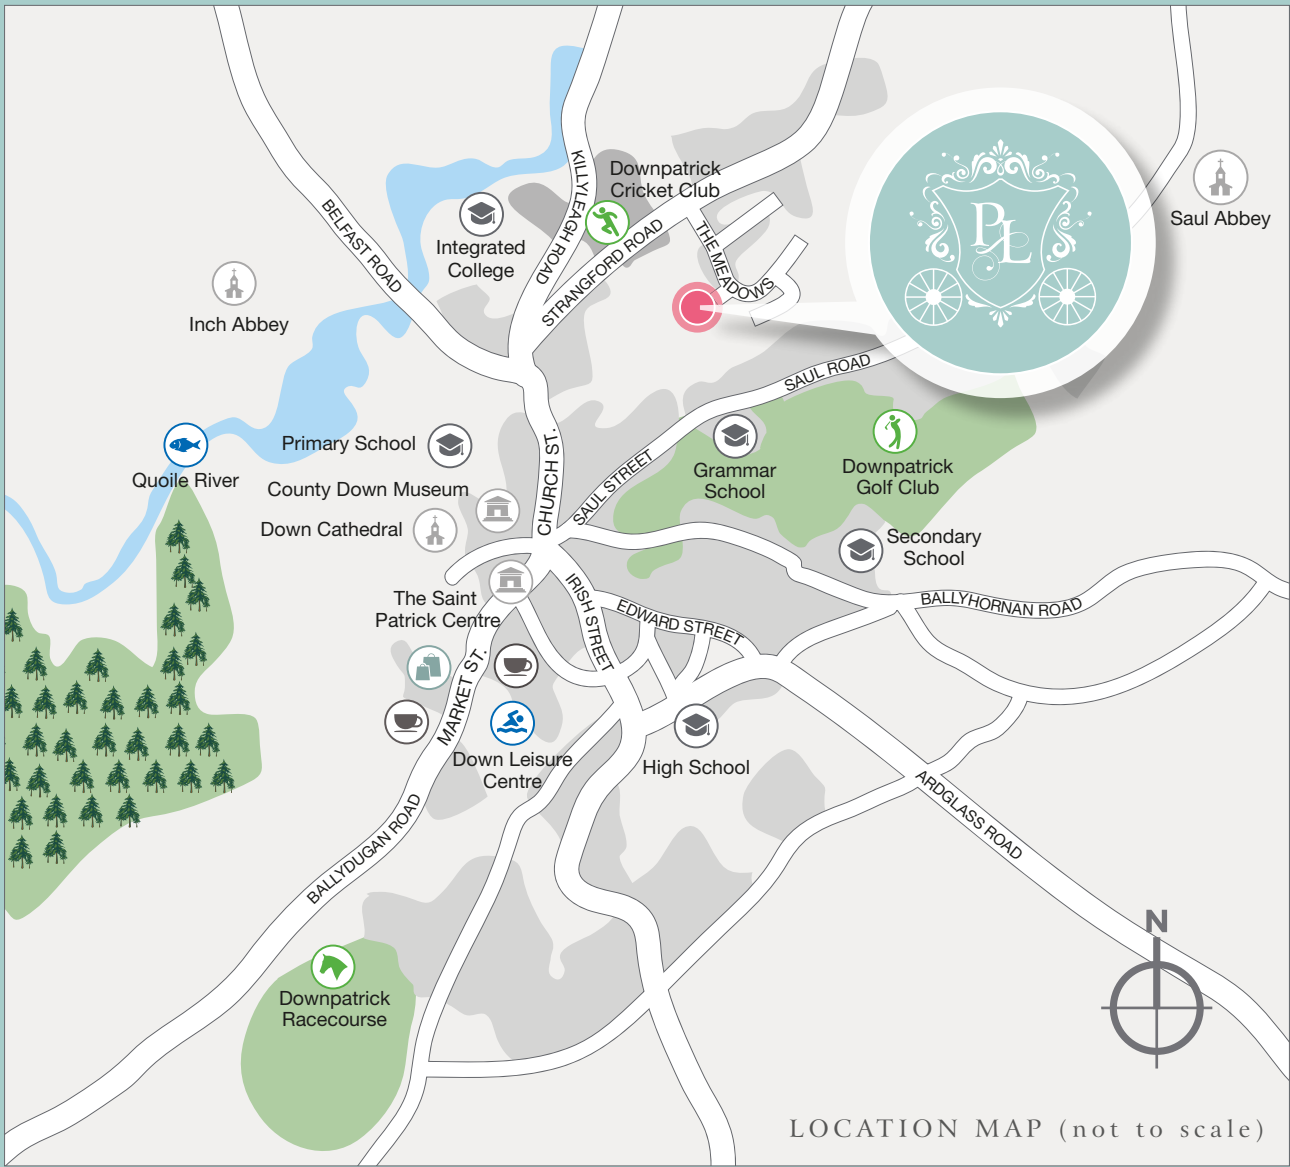 KILLYLEAGH ROAD
Downpatrick
Cricket Club
BELFAST ROAD
Integrated
College
STRANGFORD ROAD
THE MEADOWS
PL
Saul Abbey
Inch Abbey
SAUL ROAD
Quoile River
Primary School
County Down Museum
Down Cathedral
CHURCH ST.
SAUL STREET
Grammar
School
Downpatrick
Golf Club
Secondary
School
The Saint
Patrick Centre
IRISH STREET
EDWARD STREET
BALLYHORNAN ROAD
MARKET ST.
Down Leisure
Centre
High School
BALLYDUGAN ROAD
ARDGLASS ROAD
Downpatrick
Racecourse
N
LOCATION MAP (not to scale)